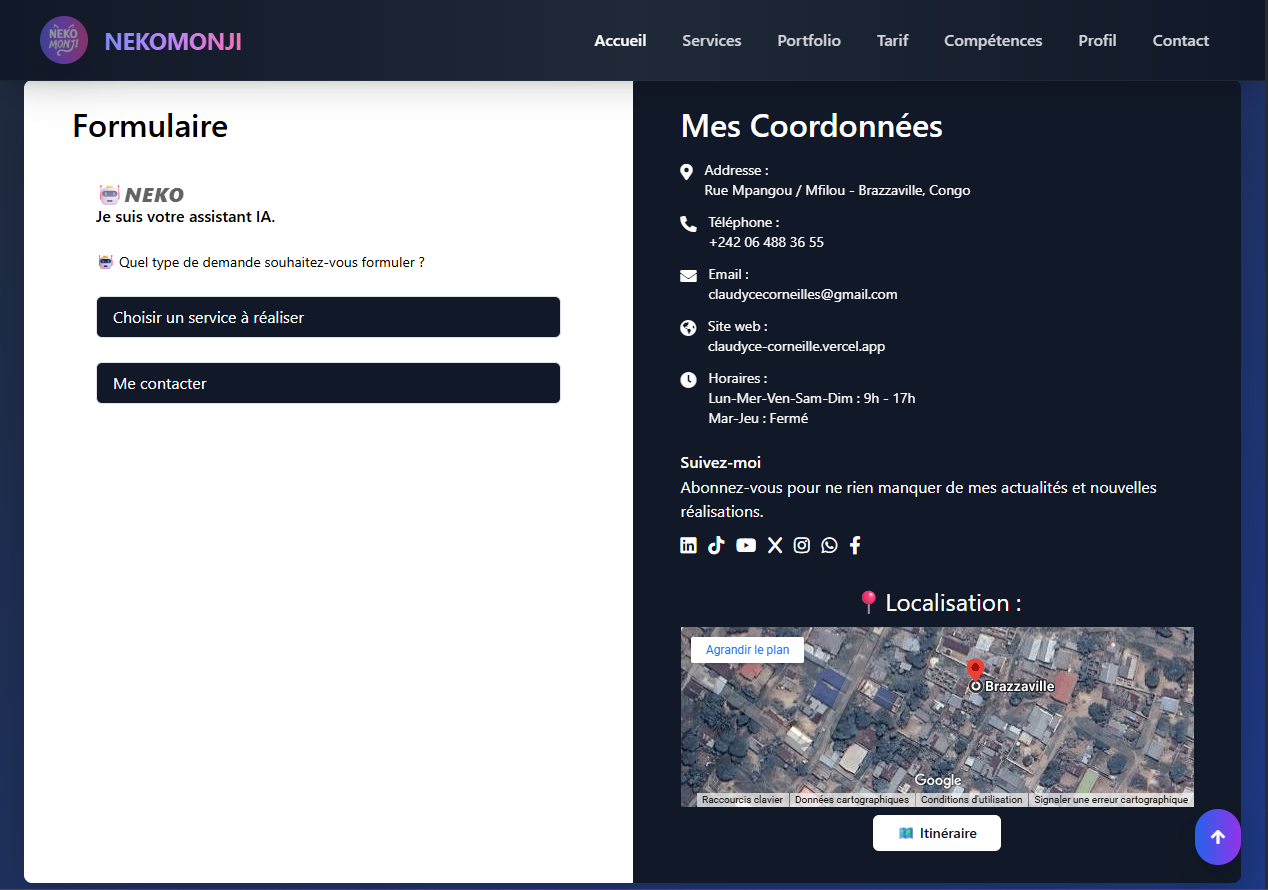 NEKO
MONJI
NEKOMONJI
Accueil
Services
Portfolio
Tarif
Compétences
Profil
Contact
Formulaire
NEKO
Je suis votre assistant IA.
Quel type de demande souhaitez-vous formuler ?
Choisir un service à réaliser
Me contacter
Mes Coordonnées
Addresse :
Rue Mpangou / Mfilou - Brazzaville, Congo
Téléphone :
+242 06 488 36 55
Email :
claudycecorneilles@gmail.com
Site web :
claudyce-corneille.vercel.app
Horaires :
Lun-Mer-Ven-Sam-Dim : 9h - 17h
Mar-Jeu : Fermé
Suivez-moi
Abonnez-vous pour ne rien manquer de mes actualités et nouvelles
réalisations.
Localisation :
Agrandir le plan
Brazzaville
Google
Raccourcis clavier
Données cartographiques
Conditions d'utilisation
Signaler une erreur cartographique
Itinéraire